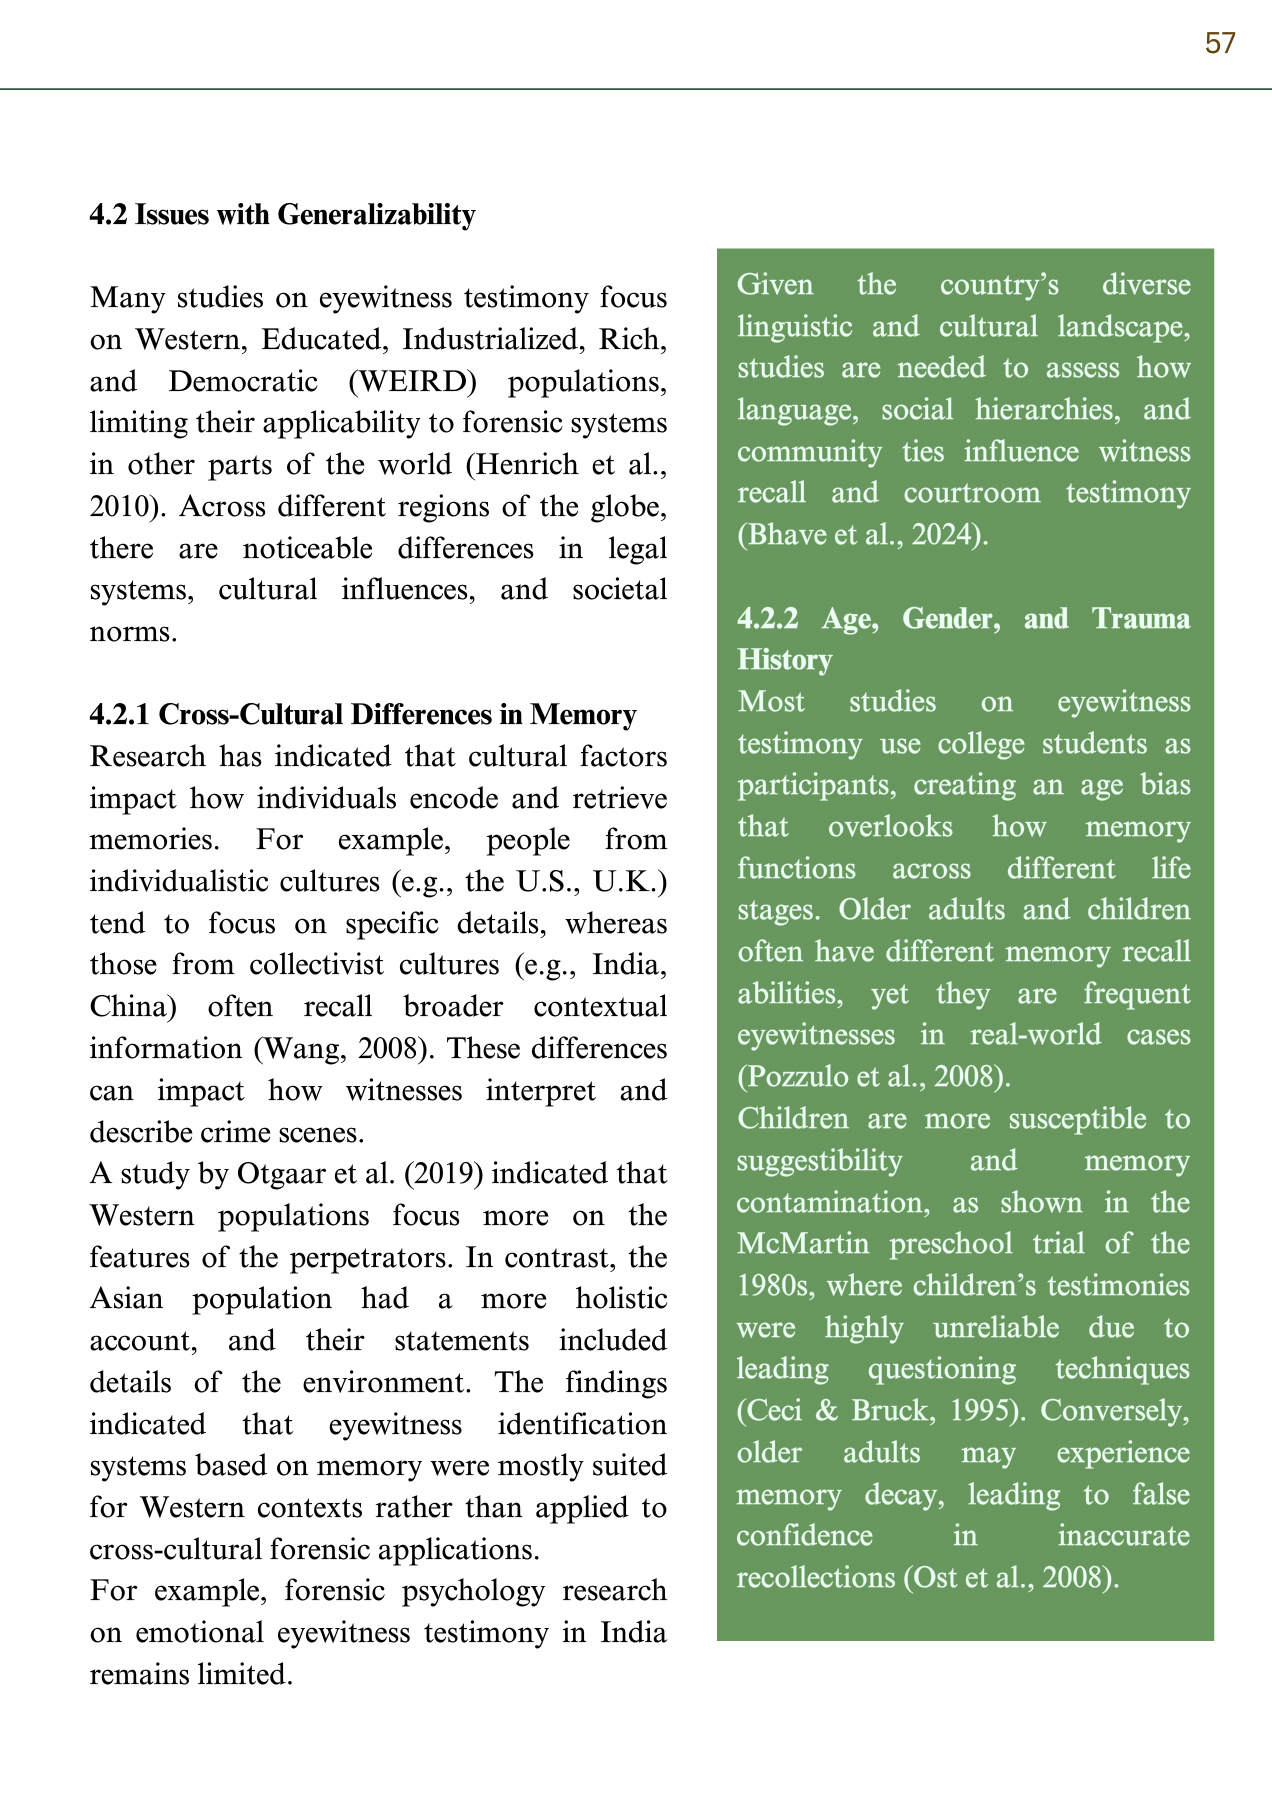 57
4.2 Issues with Generalizability
Many studies on eyewitness testimony focus
on Western, Educated, Industrialized, Rich,
and Democratic (WEIRD) populations,
limiting their applicability to forensic systems
in other parts of the world (Henrich et al.,
2010). Across different regions of the globe,
there are noticeable differences in legal
systems, cultural influences, and societal
norms.
4.2.1 Cross-Cultural Differences in Memory
Research has indicated that cultural factors
impact how individuals encode and retrieve
memories. For example, people from
individualistic cultures (e.g., the U.S., U.K.)
tend to focus on specific details, whereas
those from collectivist cultures (e.g., India,
China) often recall broader contextual
information (Wang, 2008). These differences
can impact how witnesses interpret and
describe crime scenes.
A study by Otgaar et al. (2019) indicated that
Western populations focus more on the
features of the perpetrators. In contrast, the
Asian population had a more holistic
account, and their statements included
details of the environment. The findings
indicated that eyewitness identification
systems based on memory were mostly suited
for Western contexts rather than applied to
cross-cultural forensic applications.
For example, forensic psychology research
on emotional eyewitness testimony in India
remains limited.
Given the country’s diverse
linguistic and cultural landscape,
studies are needed to assess how
language, social hierarchies, and
community ties influence witness
recall and courtroom testimony
(Bhave et al., 2024).
4.2.2 Age, Gender, and Trauma
History
Most studies on eyewitness
testimony use college students as
participants, creating an age bias
that overlooks how memory
functions across different life
stages. Older adults and children
often have different memory recall
abilities, yet they are frequent
eyewitnesses in real-world cases
(Pozzulo et al., 2008).
Children are more susceptible to
suggestibility and memory
contamination, as shown in the
McMartin preschool trial of the
1980s, where children’s testimonies
were highly unreliable due to
leading questioning techniques
(Ceci & Bruck, 1995). Conversely,
older adults may experience
memory decay, leading to false
confidence in inaccurate
recollections (Ost et al., 2008).